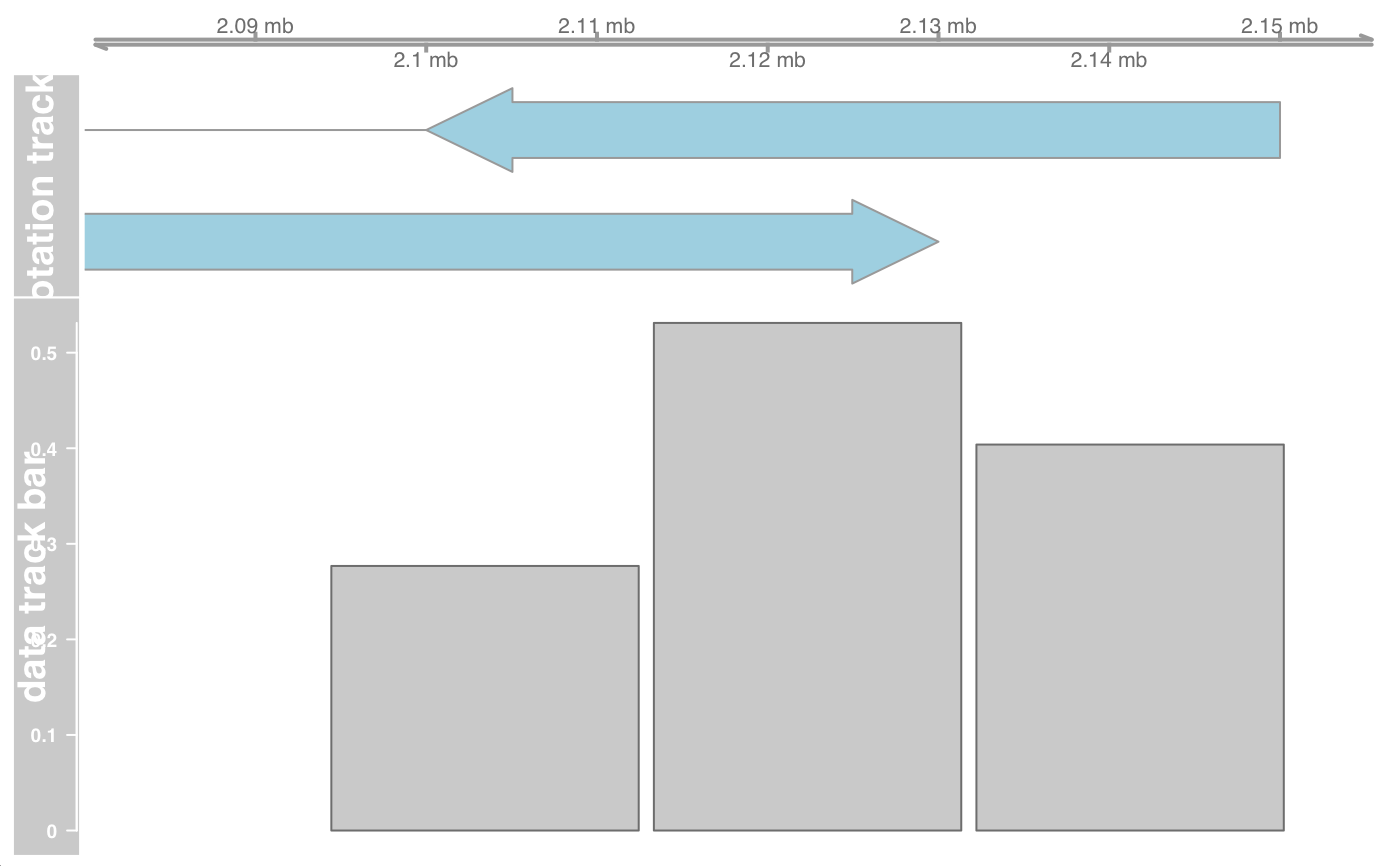 2.09 mb
2.11 mb
2.13 mb
2.15 mb
2.1 mb
2.12 mb
2.14 mb
otation track
data track bar
0.5
0.4
0.1
0